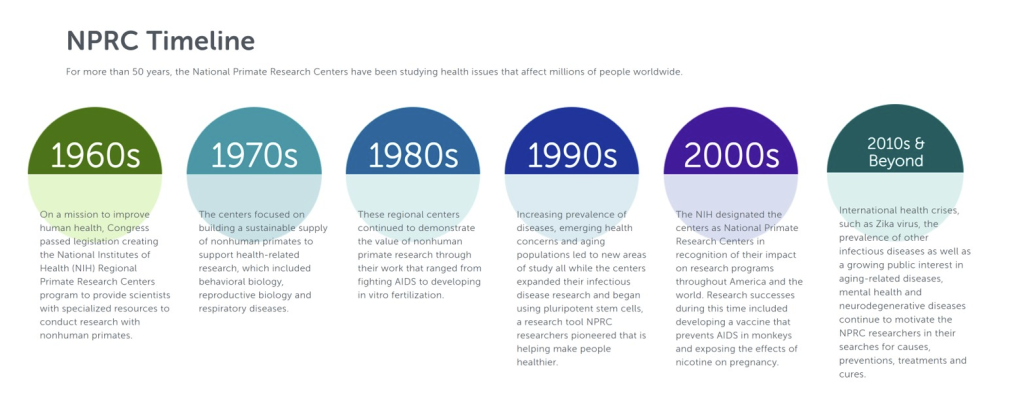 NPRC Timeline
For more than 50 years, the National Primate Research Centers have been studying health issues that affect millions of people worldwide.
1960s
On a mission to improve
human health, Congress
passed legislation creating
the National Institutes of
Health (NIH) Regional
Primate Research Centers
program to provide scientists
with specialized resources to
conduct research with
nonhuman primates.
1970s
The centers focused on
building a sustainable supply
of nonhuman primates to
support health-related
research, which included
behavioral biology,
reproductive biology and
respiratory diseases.
1980s
These regional centers
continued to demonstrate
the value of nonhuman
primate research through
their work that ranged from
fighting AIDS to developing
in vitro fertilization.
1990s
Increasing prevalence of
diseases, emerging health
concerns and aging
populations led to new areas
of study all while the centers
expanded their infectious
disease research and began
using pluripotent stem cells,
a research tool NPRC
researchers pioneered that is
helping make people
healthier.
2000s
The NIH designated the
centers as National Primate
Research Centers in
recognition of their impact
on research programs
throughout America and the
world. Research successes
during this time included
developing a vaccine that
prevents AIDS in monkeys
and exposing the effects of
nicotine on pregnancy.
2010s &
Beyond
International health crises,
such as Zika virus, the
prevalence of other
infectious diseases as well as
a growing public interest in
aging-related diseases,
mental health and
neurodegenerative diseases
continue to motivate the
NPRC researchers in their
searches for causes,
preventions, treatments and
cures.